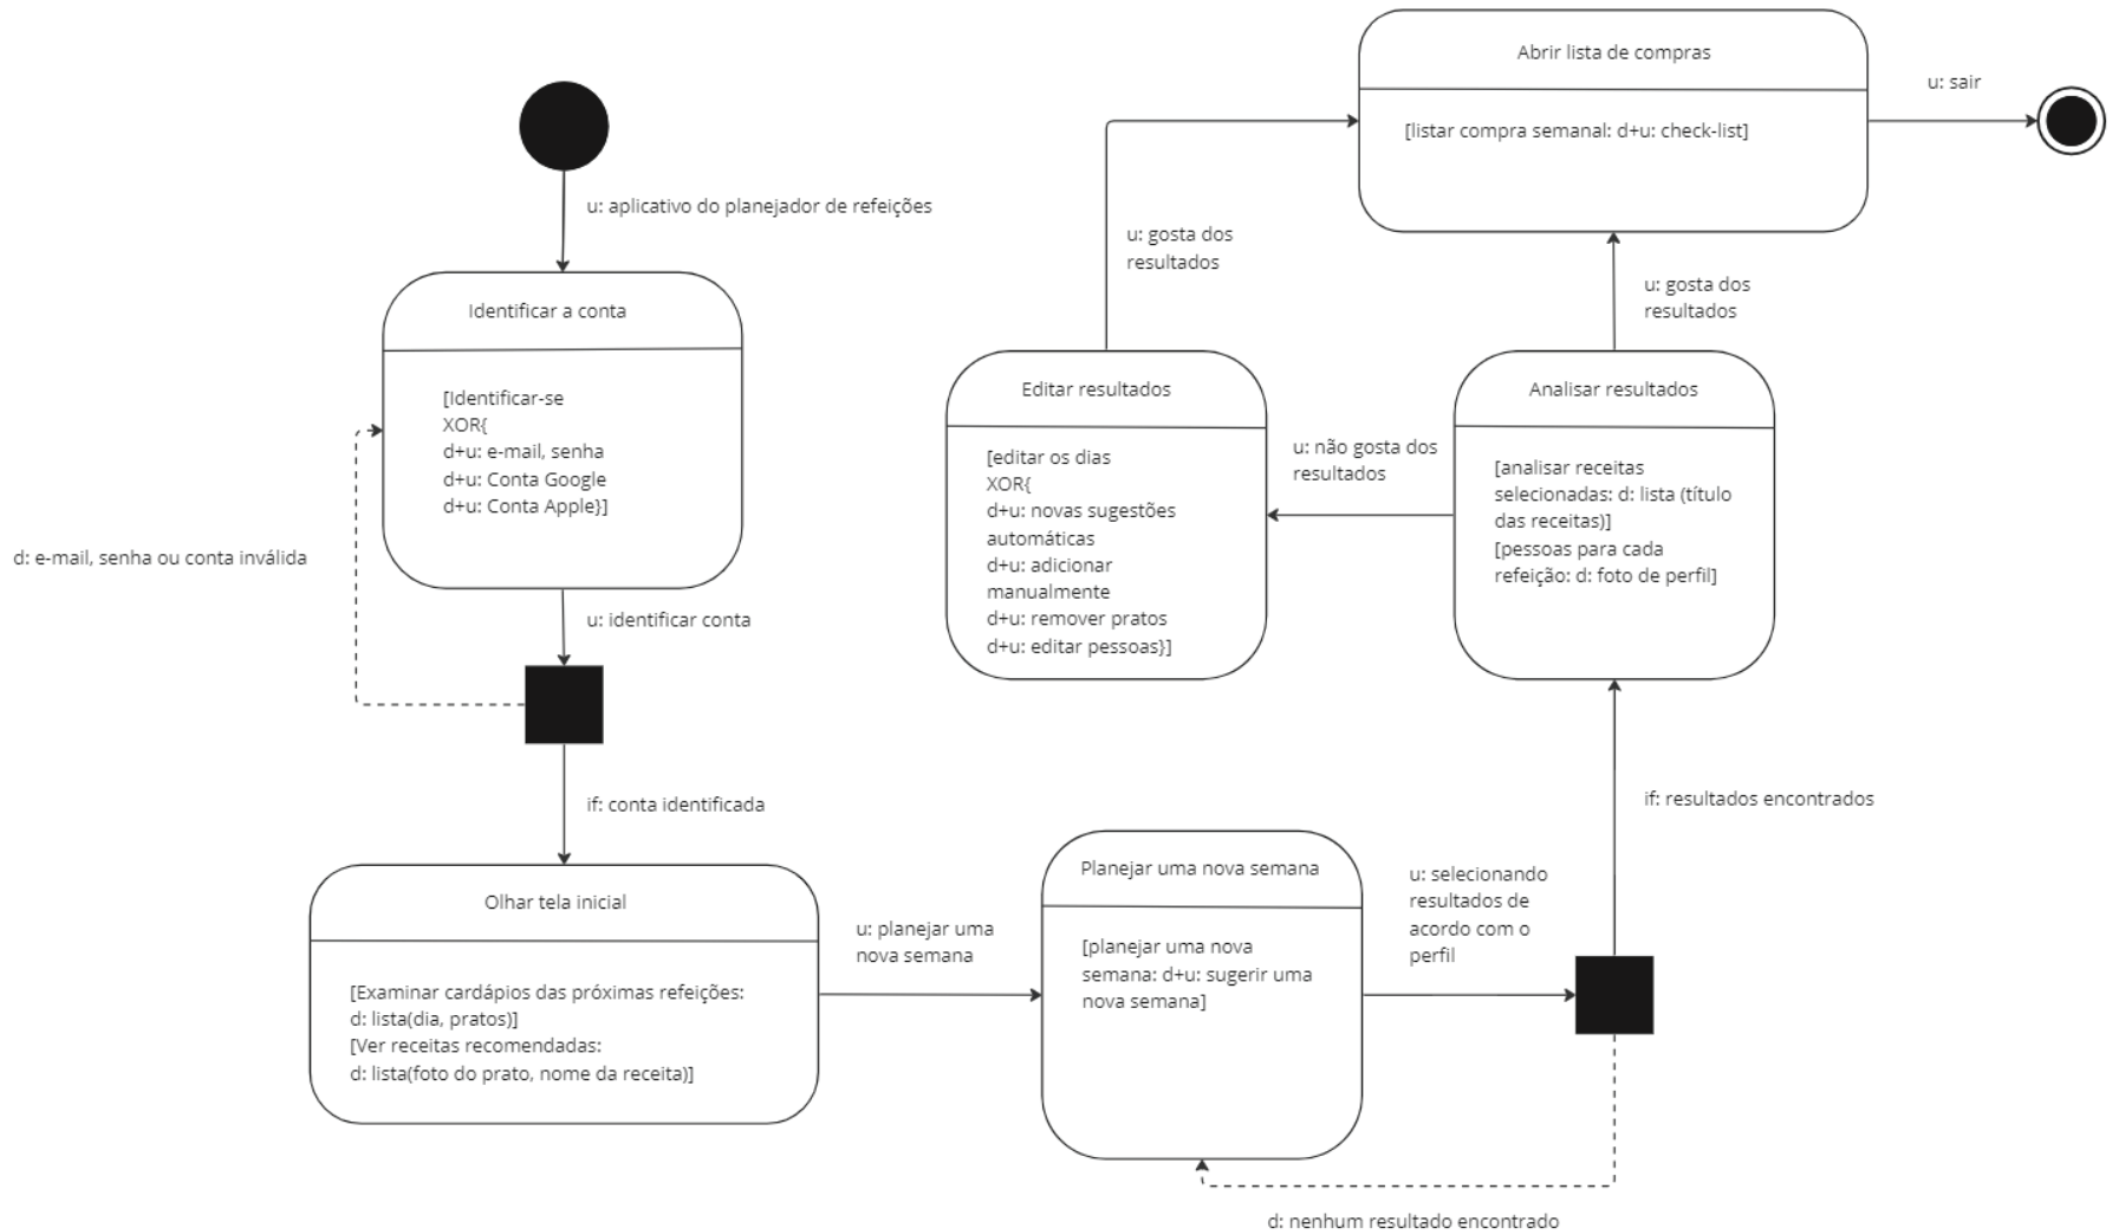 u: aplicativo do planejador de refeições
Identificar a conta
[Identificar-se
XOR{
d+u: e-mail, senha
d+u: Conta Google
d+u: Conta Apple}]
d: e-mail, senha ou conta inválida
u: identificar conta
if: conta identificada
Olhar tela inicial
[Examinar cardápios das próximas refeições:
d: lista(dia, pratos)]
[Ver receitas recomendadas:
d: lista(foto do prato, nome da receita)]
u: planejar uma
nova semana
Planejar uma nova semana
[planejar uma nova
semana: d+u: sugerir uma
nova semana]
u: selecionando
resultados de
acordo com o
perfil
d: nenhum resultado encontrado
if: resultados encontrados
Analisar resultados
[analisar receitas
selecionadas: d: lista (título
das receitas)]
[pessoas para cada
refeição: d: foto de perfil]
u: não gosta dos
resultados
Editar resultados
[editar os dias
XOR{
d+u: novas sugestões
automáticas
d+u: adicionar
manualmente
d+u: remover pratos
d+u: editar pessoas}]
u: gosta dos
resultados
u: gosta dos
resultados
Abrir lista de compras
[listar compra semanal: d+u: check-list]
u: sair